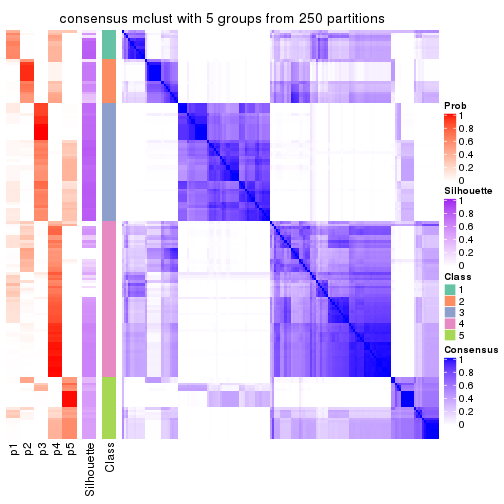 consensus mclust with 5 groups from 250 partitions
Prob
1
0.8
0.6
0.4
0.2
0
Silhouette
1
0.8
0.6
0.4
0.2
0
Class
1
2
3
4
5
Consensus
1
0.8
0.6
0.4
0.2
0
p1
p2
p3
p4
p5
Silhouette
Class